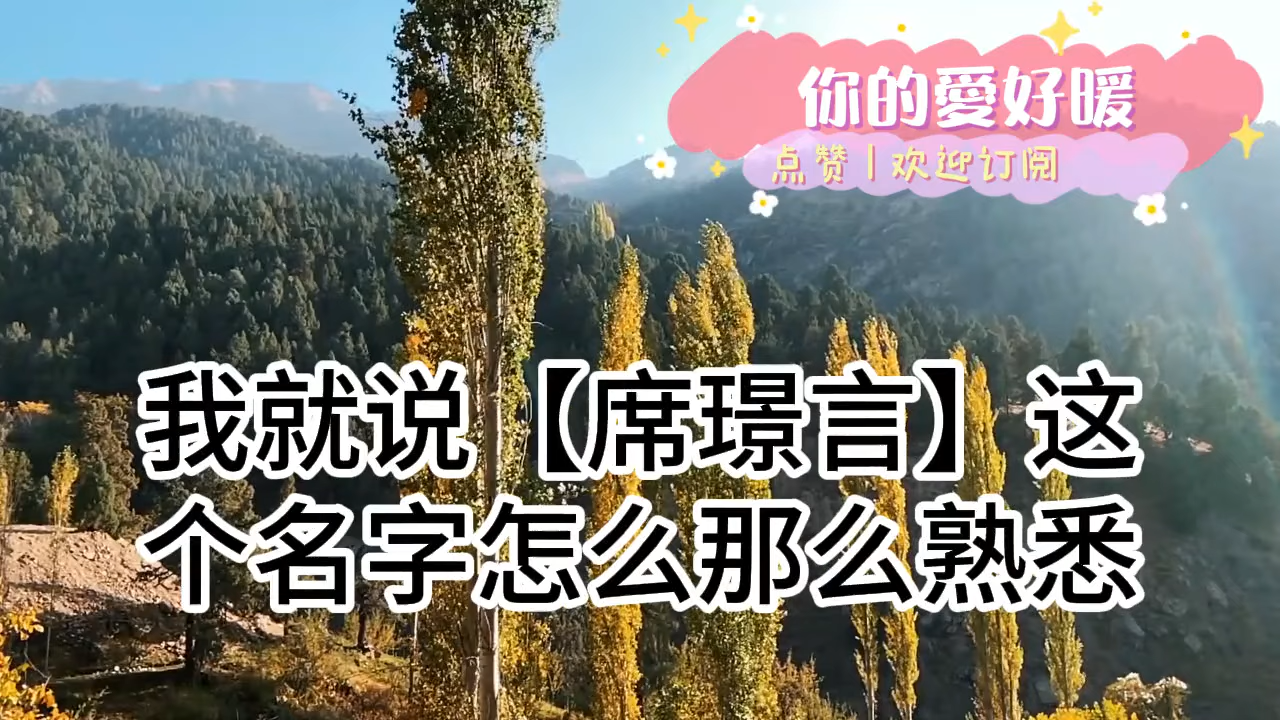 你的愛好暖
点赞 | 欢迎订阅
我就说【席璟言】这
个名字怎么那么熟悉